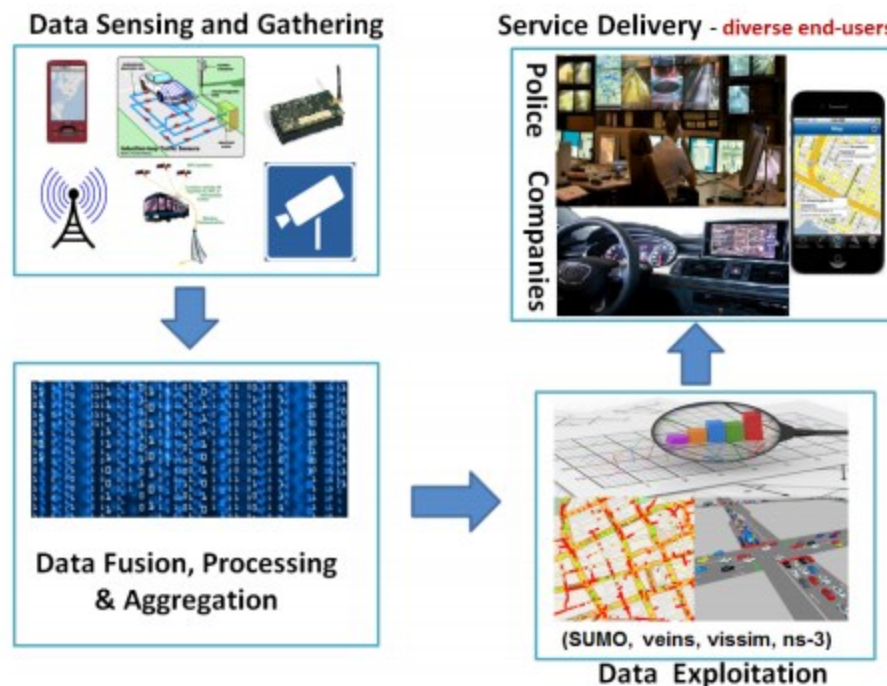 Data Sensing and Gathering
Service Delivery - diverse end-users
Police Companies
Map
Data Fusion, Processing
& Aggregation
(SUMO, veins, vissim, ns-3)
Data Exploitation